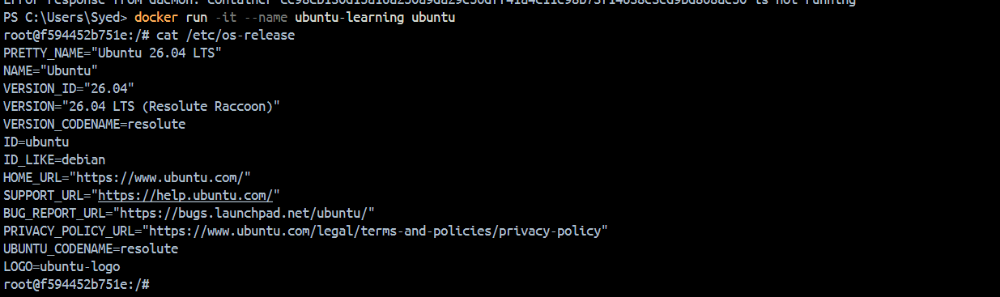 Error response from daemon: container
is not running
PS C:\Users\Syed> docker run -it --name ubuntu-learning ubuntu
root@f594452b751e:/# cat /etc/os-release
PRETTY_NAME="Ubuntu 26.04 LTS"
NAME="Ubuntu"
VERSION_ID="26.04"
VERSION="26.04 LTS (Resolute Raccoon)"
VERSION_CODENAME=resolute
ID=ubuntu
ID_LIKE=debian
HOME_URL="https://www.ubuntu.com/"
SUPPORT_URL="https://help.ubuntu.com/"
BUG_REPORT_URL="https://bugs.launchpad.net/ubuntu/"
PRIVACY_POLICY_URL="https://www.ubuntu.com/legal/terms-and-policies/privacy-policy"
UBUNTU_CODENAME=resolute
LOGO=ubuntu-logo
root@f594452b751e:/#